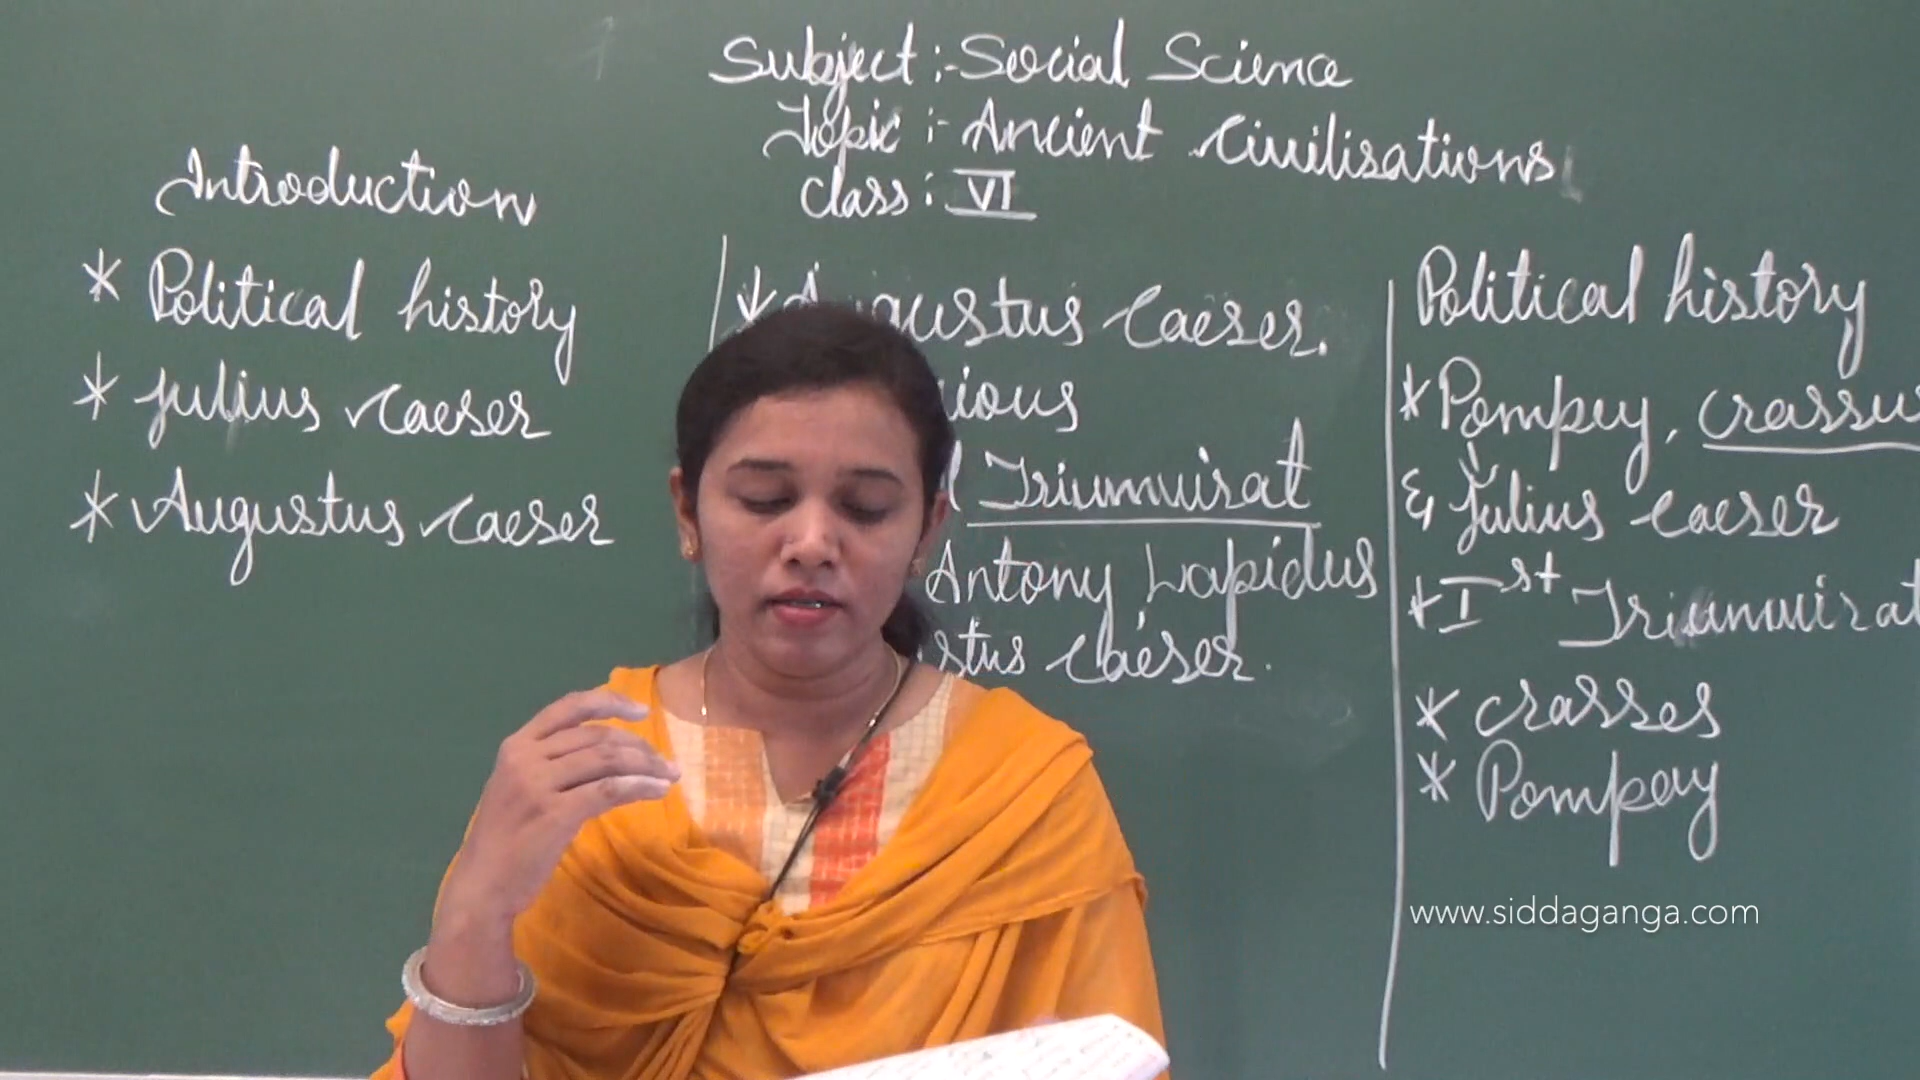 Subject :- Social Science
Topic :- Ancient Civilisations
Class : VI
Introduction
* Political history
* Julius Caeser
* Augustus Caeser
* Augustus Caeser.
Triumvirat
Antony Lapidus
Caeser.
Political history
* Pompey, Crassus
& Julius Caeser
* Ist Triumvirat
* Crasses
* Pompey
www.siddaganga.com